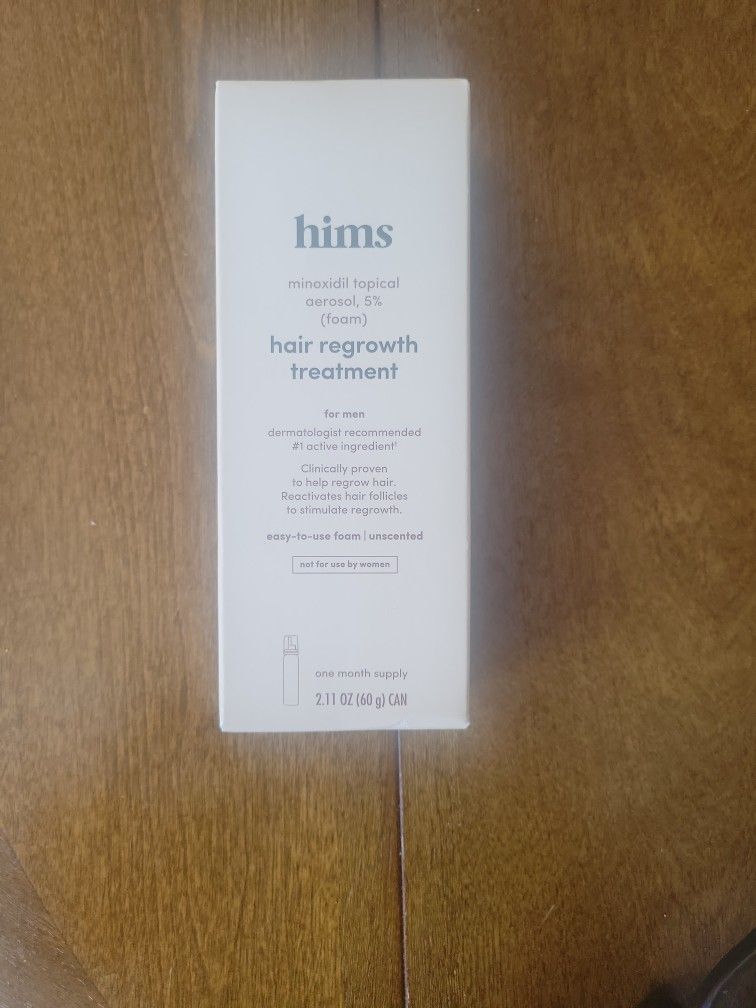 hims
minoxidil topical
aerosol, 5%
(foam)
hair regrowth
treatment
for men
dermatologist recommended
#1 active ingredient†
Clinically proven
to help regrow hair.
Reactivates hair follicles
to stimulate regrowth.
easy-to-use foam | unscented
not for use by women
one month supply
2.11 OZ (60 g) CAN